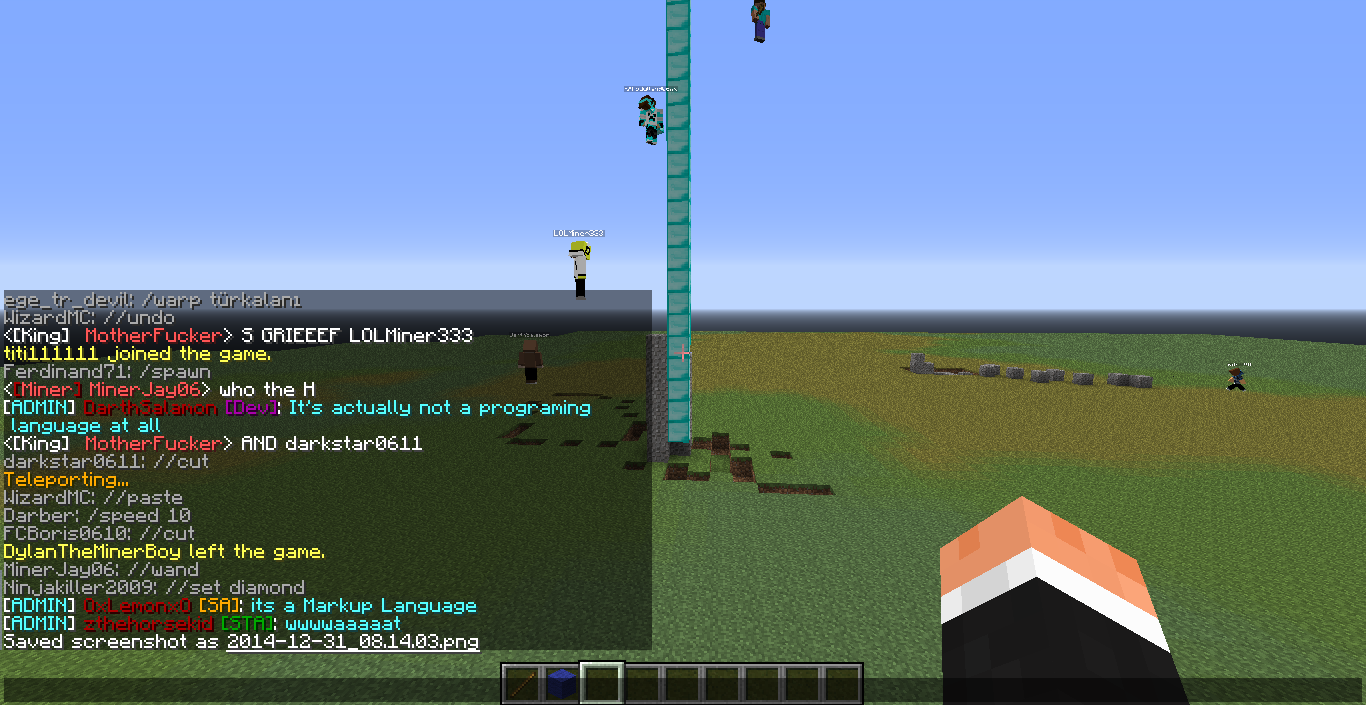 LOLMiner333
ege_tr_devil: /warp türkalanı
WizardMC: //undo
<[King] MotherFucker> S GRIEEEF LOLMiner333
titi111111 joined the game.
Ferdinand71: /spawn
<[Miner] MinerJay06> who the H
[ADMIN] DarthSalamon [Dev]: It's actually not a programing
language at all
<[King] MotherFucker> AND darkstar0611
darkstar0611: //cut
Teleporting...
WizardMC: //paste
Darber: /speed 10
FCBoris0610: //cut
DylanTheMinerBoy left the game.
MinerJay06: //wand
Ninjakiller2009: //set diamond
[ADMIN] 0xLemonx0 [SA]: its a Markup Language
[ADMIN] zthehorsekid [STA]: wwwwaaaaat
Saved screenshot as 2014-12-31_08.14.03.png